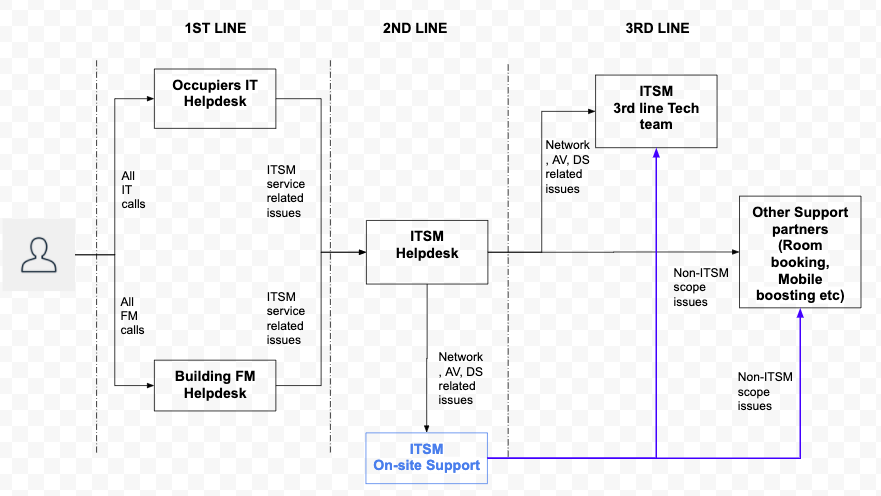 1ST LINE
2ND LINE
3RD LINE
Occupiers IT
Helpdesk
All
IT
calls
ITSM
service
related
issues
All
FM
calls
ITSM
service
related
issues
Building FM
Helpdesk
ITSM
Helpdesk
Network
, AV, DS
related
issues
ITSM
On-site Support
Network
, AV, DS
related
issues
ITSM
3rd line Tech
team
Non-ITSM
scope
issues
Other Support
partners
(Room
booking,
Mobile
boosting etc)
Non-ITSM
scope
issues